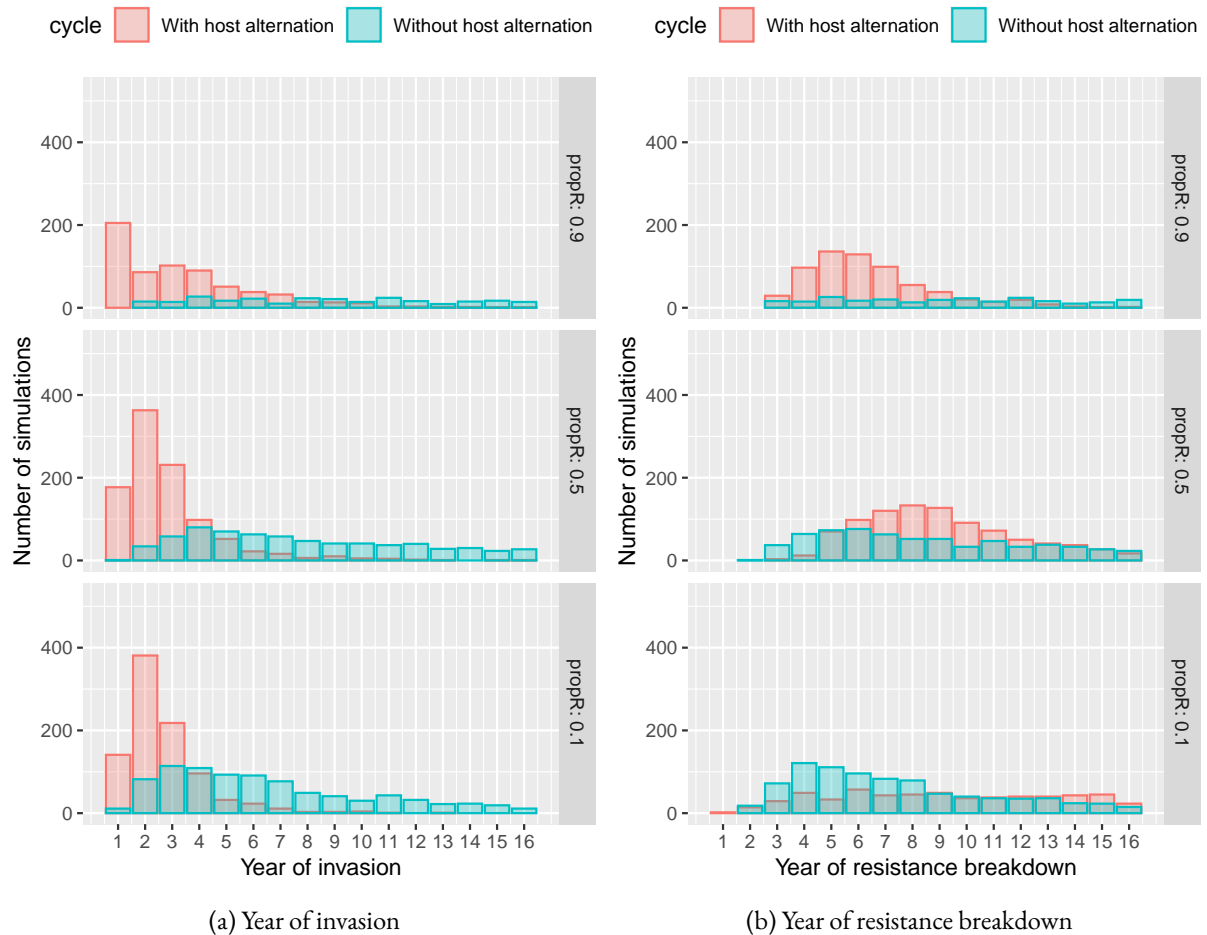 cycle With host alternation Without host alternation
400
200
0
propR: 0.9
400
200
0
propR: 0.5
400
200
0
propR: 0.1
Number of simulations
1 2 3 4 5 6 7 8 9 10 11 12 13 14 15 16
Year of invasion
(a) Year of invasion
cycle With host alternation Without host alternation
400
200
0
propR: 0.9
400
200
0
propR: 0.5
400
200
0
propR: 0.1
Number of simulations
1 2 3 4 5 6 7 8 9 10 11 12 13 14 15 16
Year of resistance breakdown
(b) Year of resistance breakdown